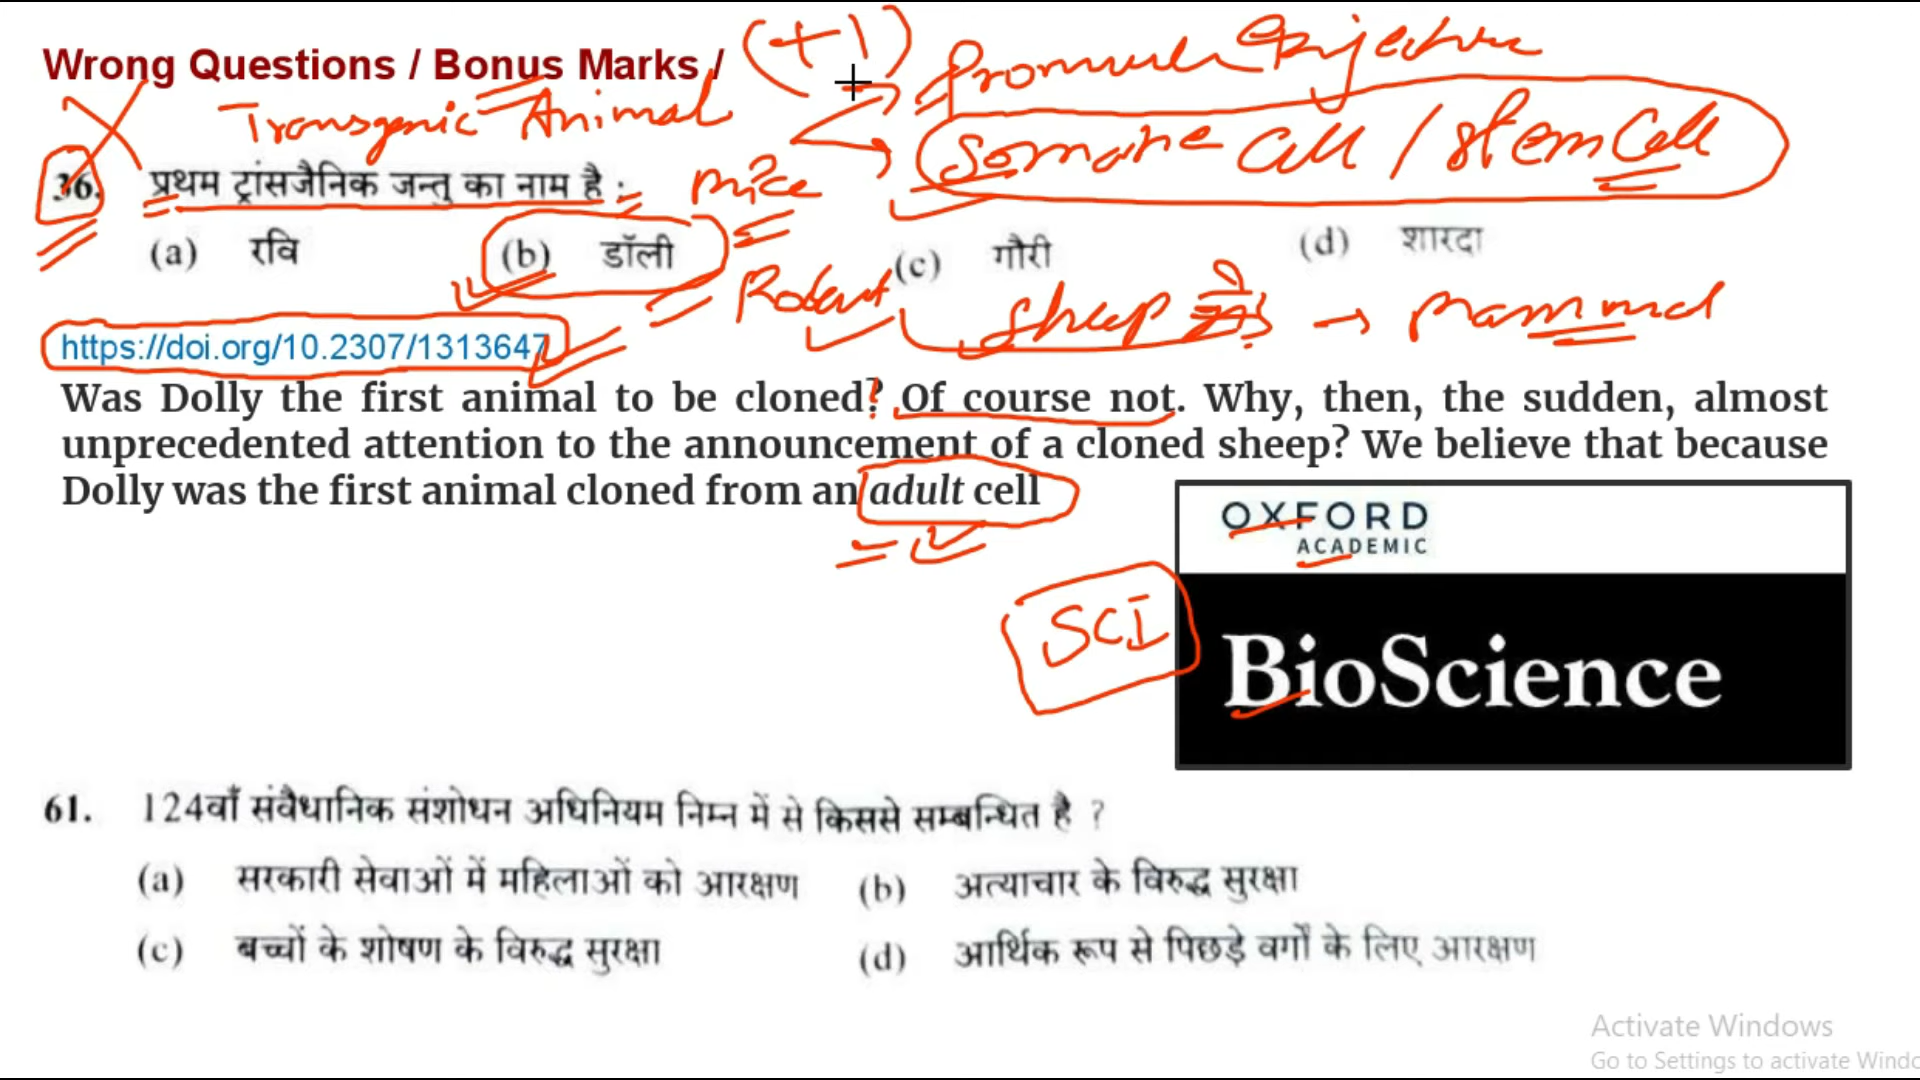 Wrong Questions / Bonus Marks / (+1)
Transgenic Animal
Somatic Cell / Stem Cell
36. प्रथम ट्रांसजैनिक जन्तु का नाम है : mice
(a) रवि (b) डॉली (c) गौरी (d) शारदा
Sheep → mammal
https://doi.org/10.2307/1313647
Was Dolly the first animal to be cloned? Of course not. Why, then, the sudden, almost
unprecedented attention to the announcement of a cloned sheep? We believe that because
Dolly was the first animal cloned from an adult cell
OXFORD
ACADEMIC
SCI
BioScience
61. 124वाँ संवैधानिक संशोधन अधिनियम निम्न में से किससे सम्बन्धित है ?
(a) सरकारी सेवाओं में महिलाओं को आरक्षण (b) अत्याचार के विरुद्ध सुरक्षा
(c) बच्चों के शोषण के विरुद्ध सुरक्षा (d) आर्थिक रूप से पिछड़े वर्गों के लिए आरक्षण
Activate Windows
Go to Settings to activate Windo